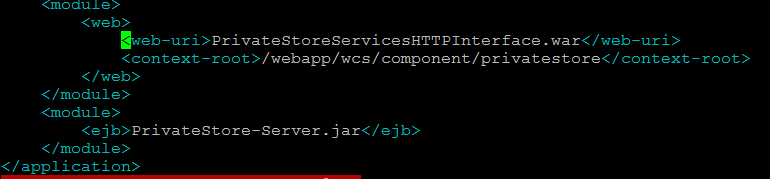 <module>
<web>
<web-uri>PrivateStoreServicesHTTPInterface.war</web-uri>
<context-root>/webapp/wcs/component/privatestore</context-root>
</web>
</module>
<module>
<ejb>PrivateStore-Server.jar</ejb>
</module>
</application>